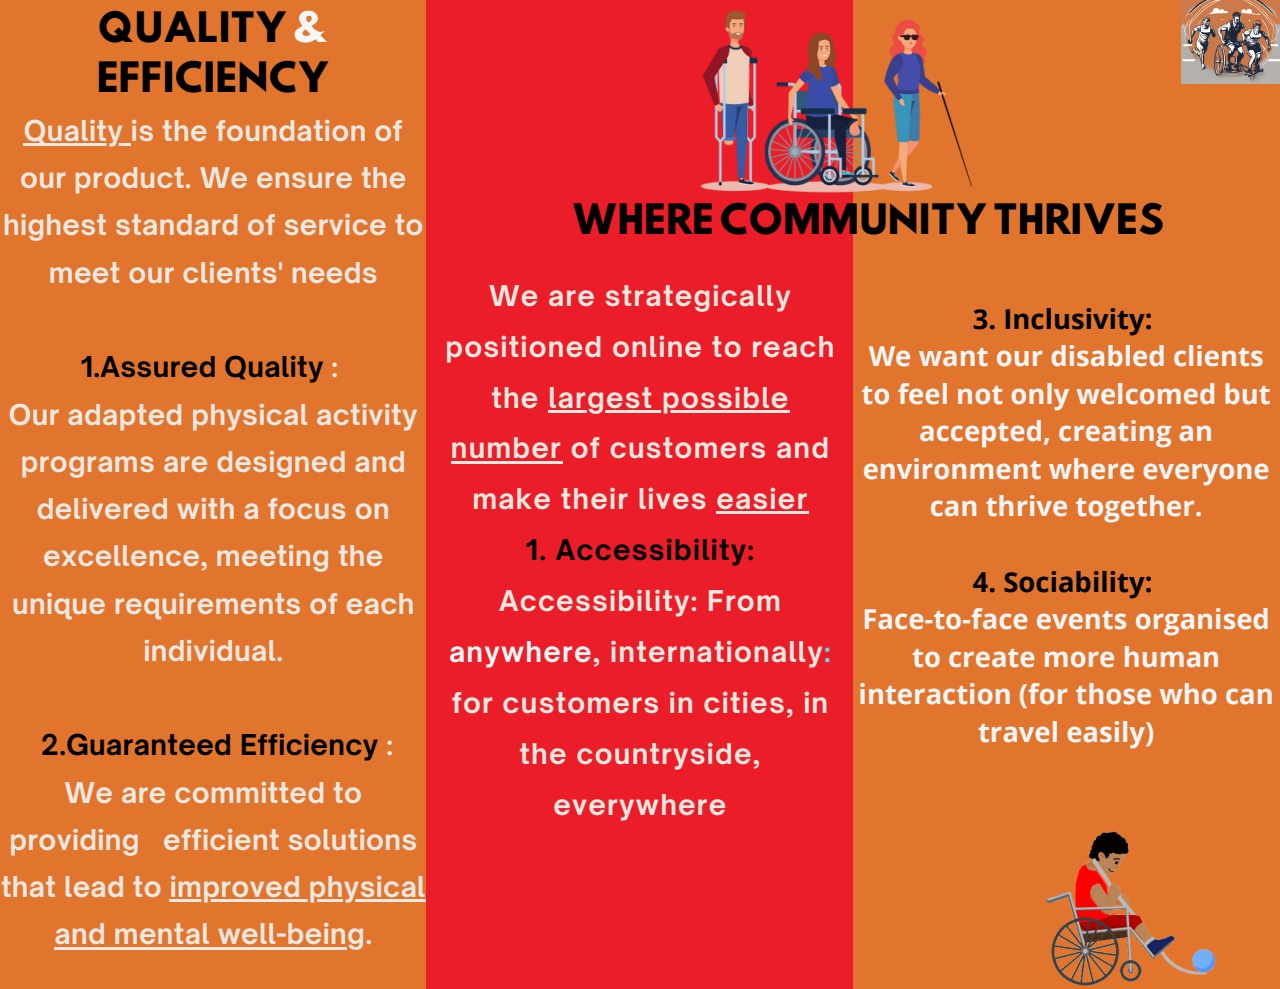 QUALITY &
EFFICIENCY
Quality is the foundation of
our product. We ensure the
highest standard of service to
meet our clients' needs
1.Assured Quality :
Our adapted physical activity
programs are designed and
delivered with a focus on
excellence, meeting the
unique requirements of each
individual.
2.Guaranteed Efficiency :
We are committed to
providing   efficient solutions
that lead to improved physical
and mental well-being.
WHERE COMMUNITY THRIVES
We are strategically
positioned online to reach
the largest possible
number of customers and
make their lives easier
1. Accessibility:
Accessibility: From
anywhere, internationally:
for customers in cities, in
the countryside,
everywhere
3. Inclusivity:
We want our disabled clients
to feel not only welcomed but
accepted, creating an
environment where everyone
can thrive together.
4. Sociability:
Face-to-face events organised
to create more human
interaction (for those who can
travel easily)